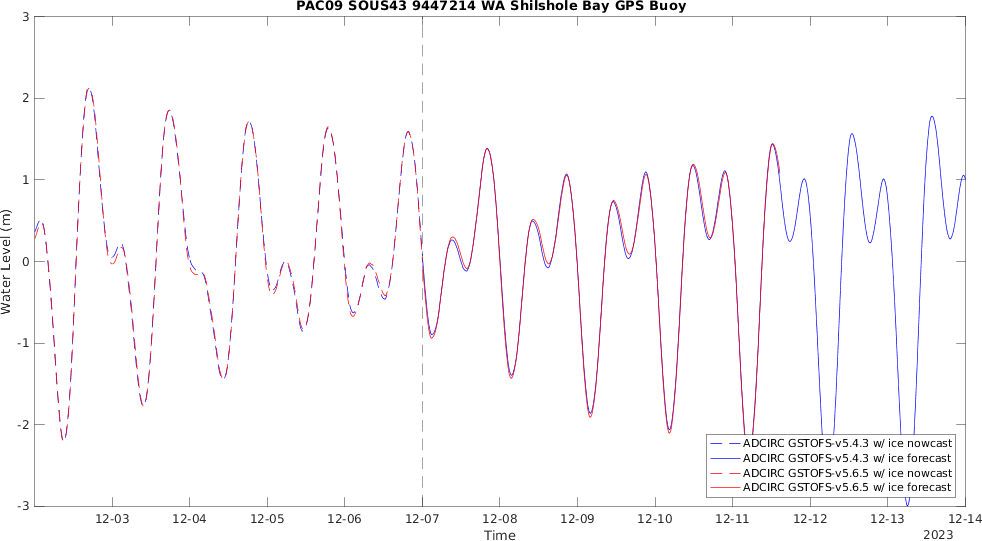 PAC09 SOUS43 9447214 WA Shilshole Bay GPS Buoy
3
2
1
0
-1
-2
-3
Water Level (m)
ADCIRC GSTOFS-v5.4.3 w/ ice nowcast
ADCIRC GSTOFS-v5.4.3 w/ ice forecast
ADCIRC GSTOFS-v5.6.5 w/ ice nowcast
ADCIRC GSTOFS-v5.6.5 w/ ice forecast
12-03 12-04 12-05 12-06 12-07 12-08 12-09 12-10 12-11 12-12 12-13 12-14
Time
2023